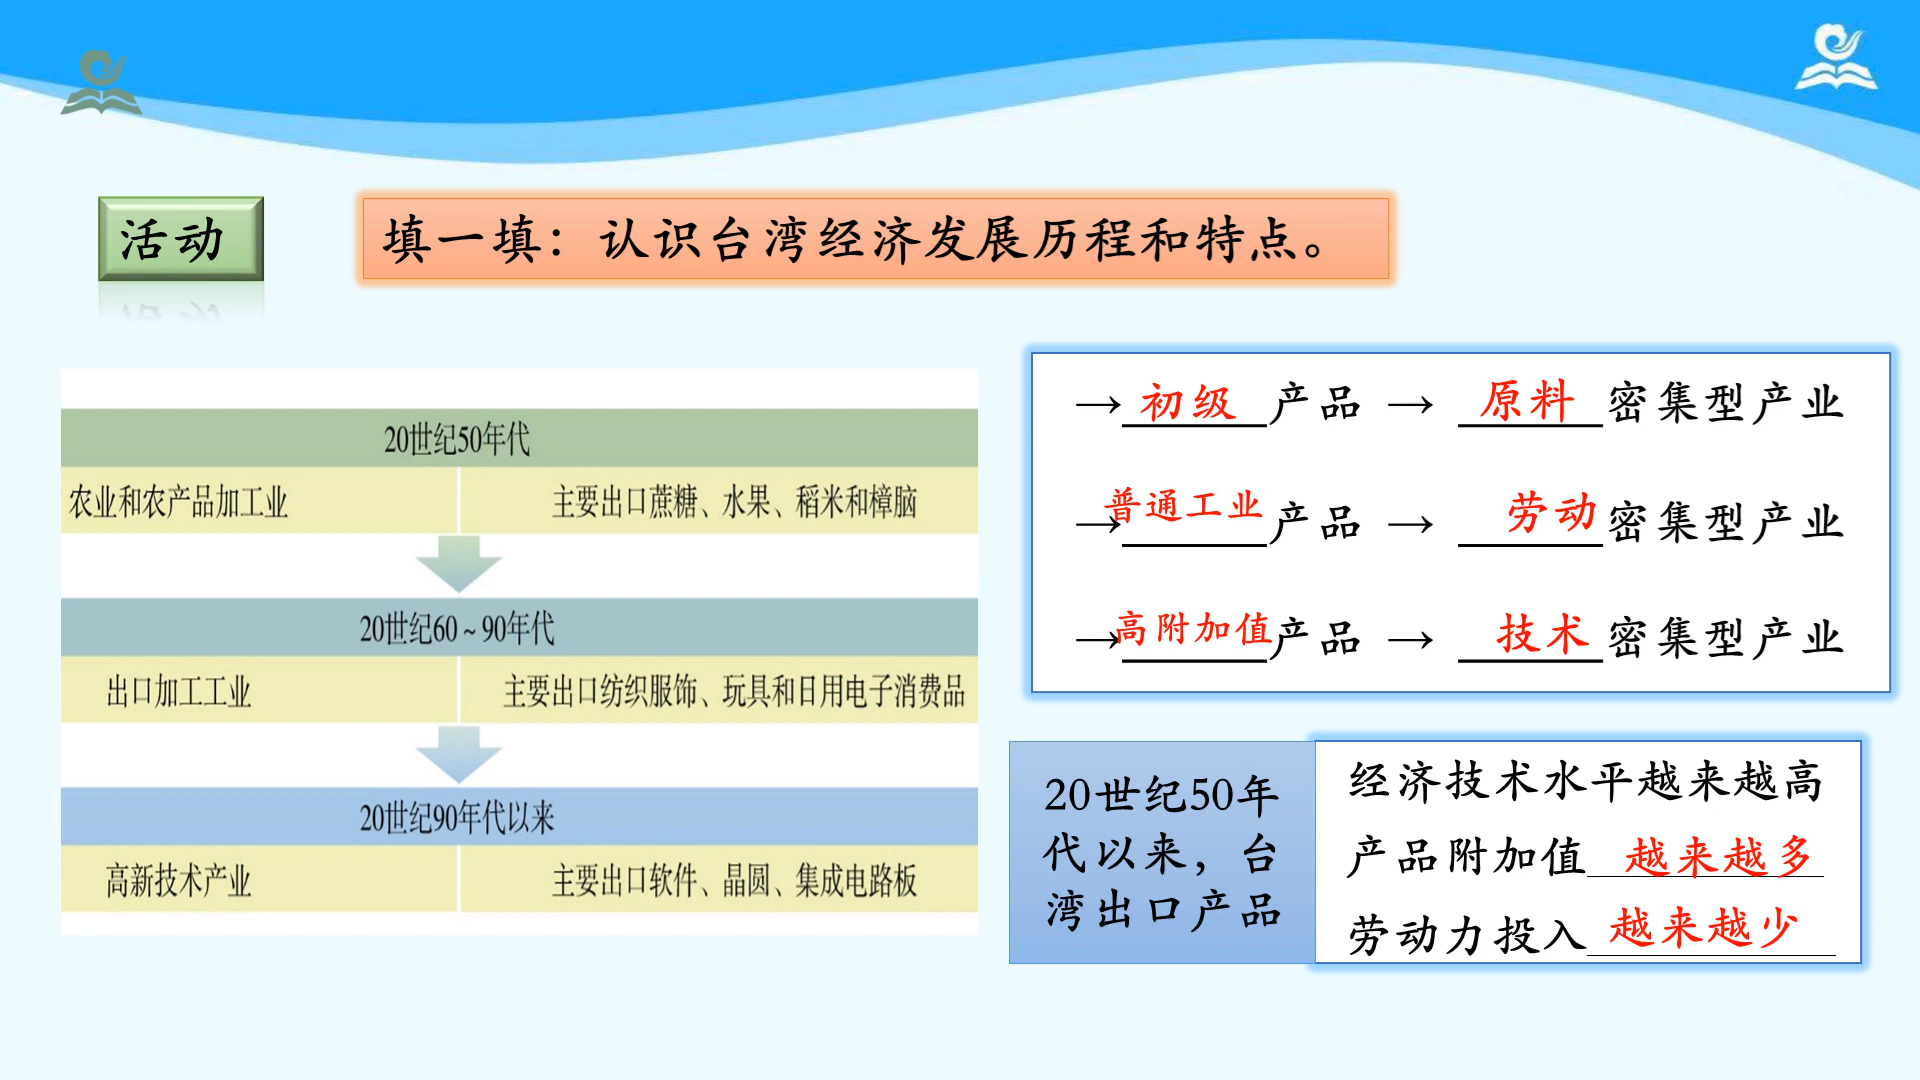 活动
填一填：认识台湾经济发展历程和特点。
20世纪50年代
农业和农产品加工业 主要出口蔗糖、水果、稻米和樟脑
20世纪60～90年代
出口加工工业 主要出口纺织服饰、玩具和日用电子消费品
20世纪90年代以来
高新技术产业 主要出口软件、晶圆、集成电路板
→初级产品 → 原料密集型产业
→普通工业产品 → 劳动密集型产业
→高附加值产品 → 技术密集型产业
20世纪50年
代以来，台
湾出口产品
经济技术水平越来越高
产品附加值越来越多
劳动力投入越来越少